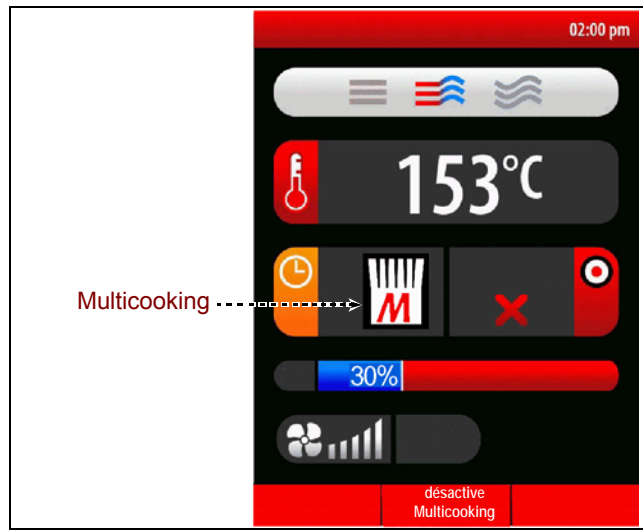 02:00 pm
153°C
Multicooking
M
30%
désactive
Multicooking